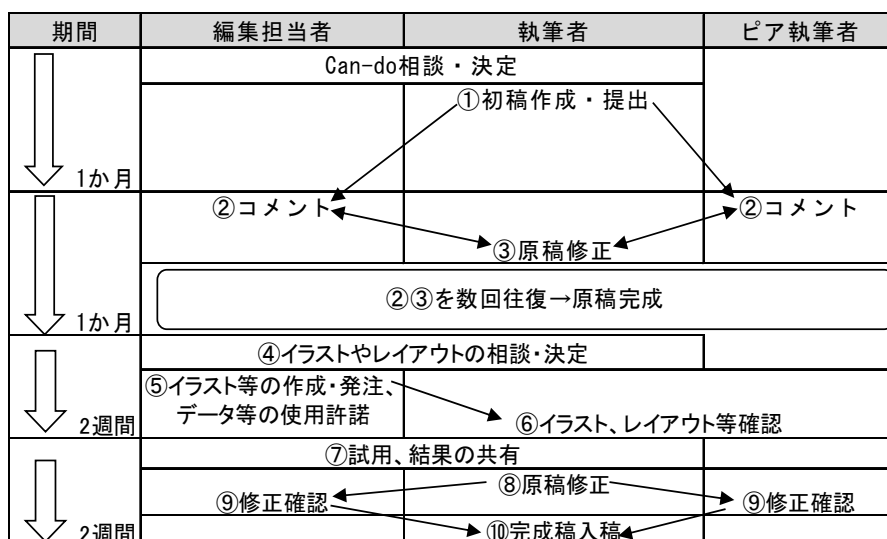 期間 編集担当者 執筆者 ピア執筆者
Can-do相談・決定
①初稿作成・提出
1か月
②コメント ②コメント
③原稿修正
②③を数回往復→原稿完成
1か月
④イラストやレイアウトの相談・決定
⑤イラスト等の作成・発注、
データ等の使用許諾
⑥イラスト、レイアウト等確認
2週間
⑦試用、結果の共有
⑧原稿修正
⑨修正確認 ⑨修正確認
⑩完成稿入稿
2週間